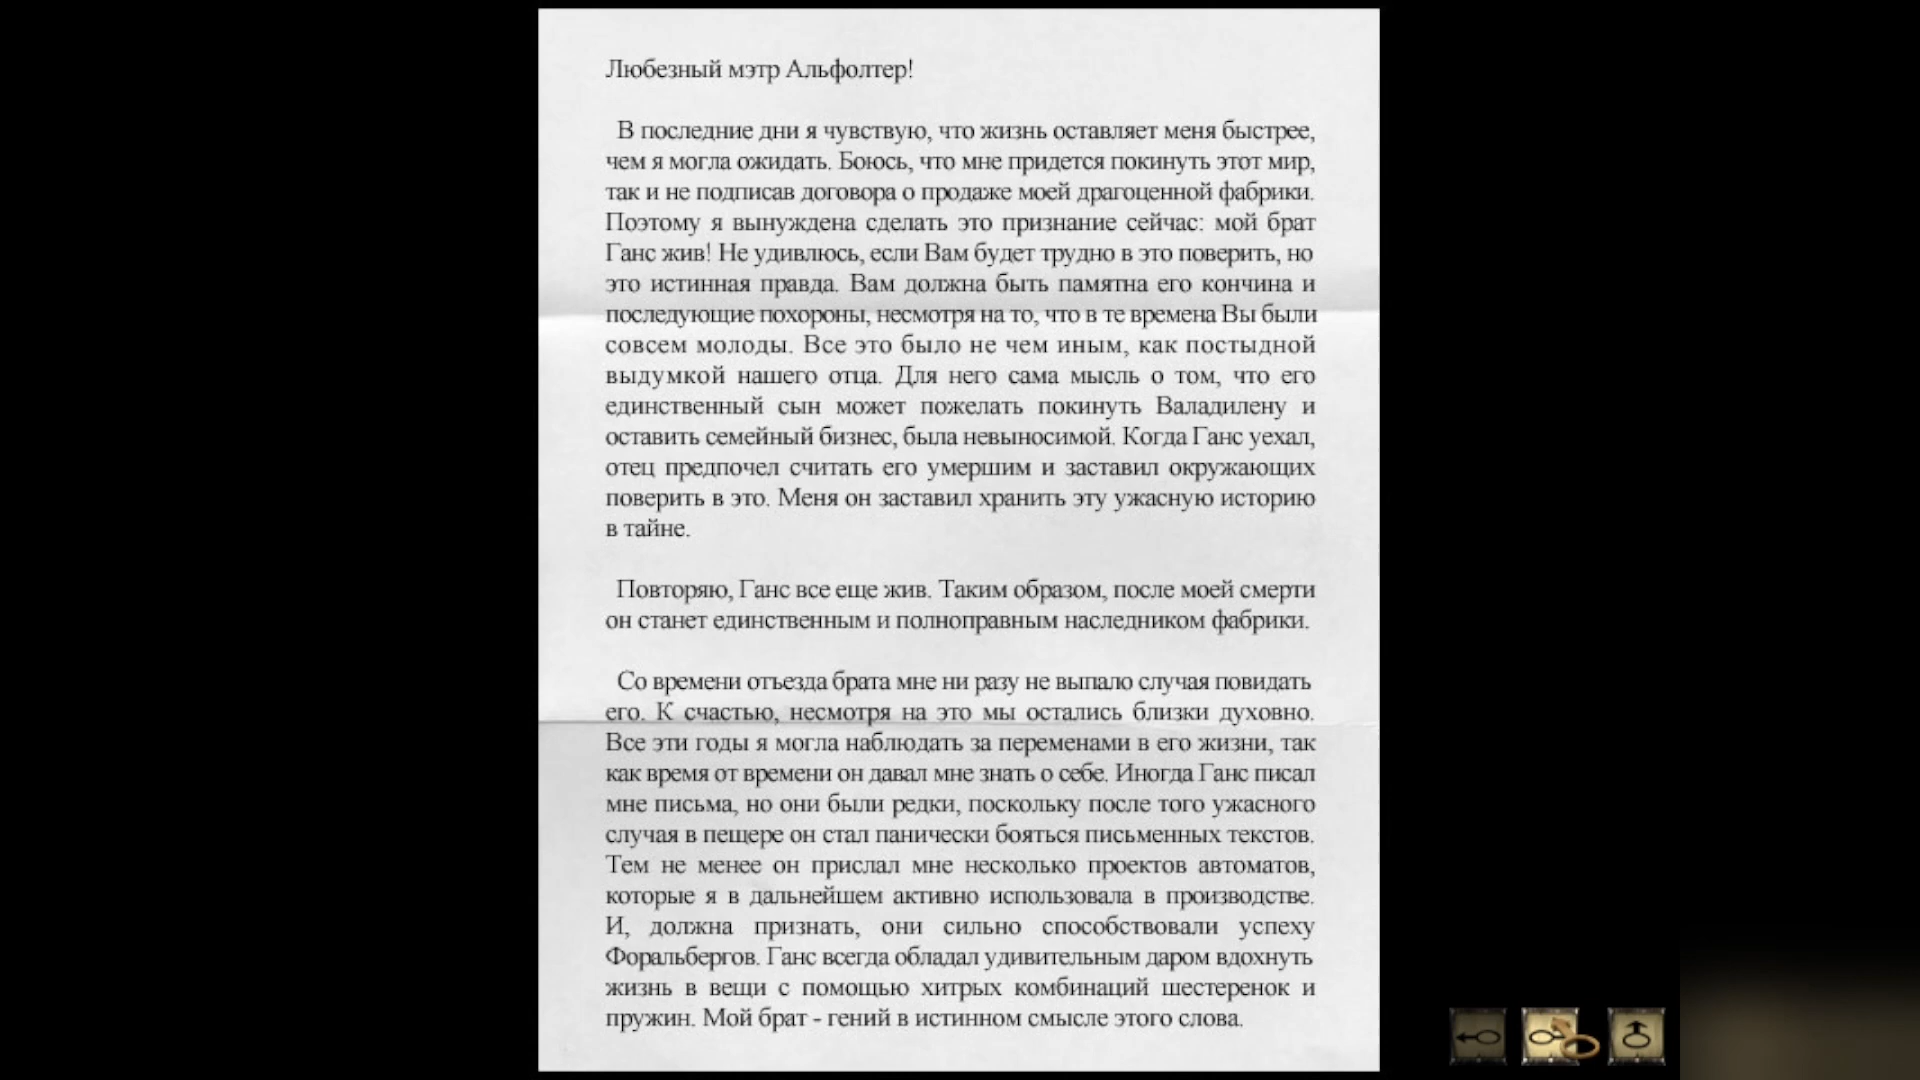 Любезный мэтр Альфолтер!
В последние дни я чувствую, что жизнь оставляет меня быстрее,
чем я могла ожидать. Боюсь, что мне придется покинуть этот мир,
так и не подписав договора о продаже моей драгоценной фабрики.
Поэтому я вынуждена сделать это признание сейчас: мой брат
Ганс жив! Не удивлюсь, если Вам будет трудно в это поверить, но
это истинная правда. Вам должна быть памятна его кончина и
последующие похороны, несмотря на то, что в те времена Вы были
совсем молоды. Все это было не чем иным, как постыдной
выдумкой нашего отца. Для него сама мысль о том, что его
единственный сын может пожелать покинуть Валадилену и
оставить семейный бизнес, была невыносимой. Когда Ганс уехал,
отец предпочел считать его умершим и заставил окружающих
поверить в это. Меня он заставил хранить эту ужасную историю
в тайне.
Повторяю, Ганс все еще жив. Таким образом, после моей смерти
он станет единственным и полноправным наследником фабрики.
Со времени отъезда брата мне ни разу не выпало случая повидать
его. К счастью, несмотря на это мы остались близки духовно.
Все эти годы я могла наблюдать за переменами в его жизни, так
как время от времени он давал мне знать о себе. Иногда Ганс писал
мне письма, но они были редки, поскольку после того ужасного
случая в пещере он стал панически бояться письменных текстов.
Тем не менее он прислал мне несколько проектов автоматов,
которые я в дальнейшем активно использовала в производстве.
И, должна признать, они сильно способствовали успеху
Форальбергов. Ганс всегда обладал удивительным даром вдохнуть
жизнь в вещи с помощью хитрых комбинаций шестеренок и
пружин. Мой брат - гений в истинном смысле этого слова.